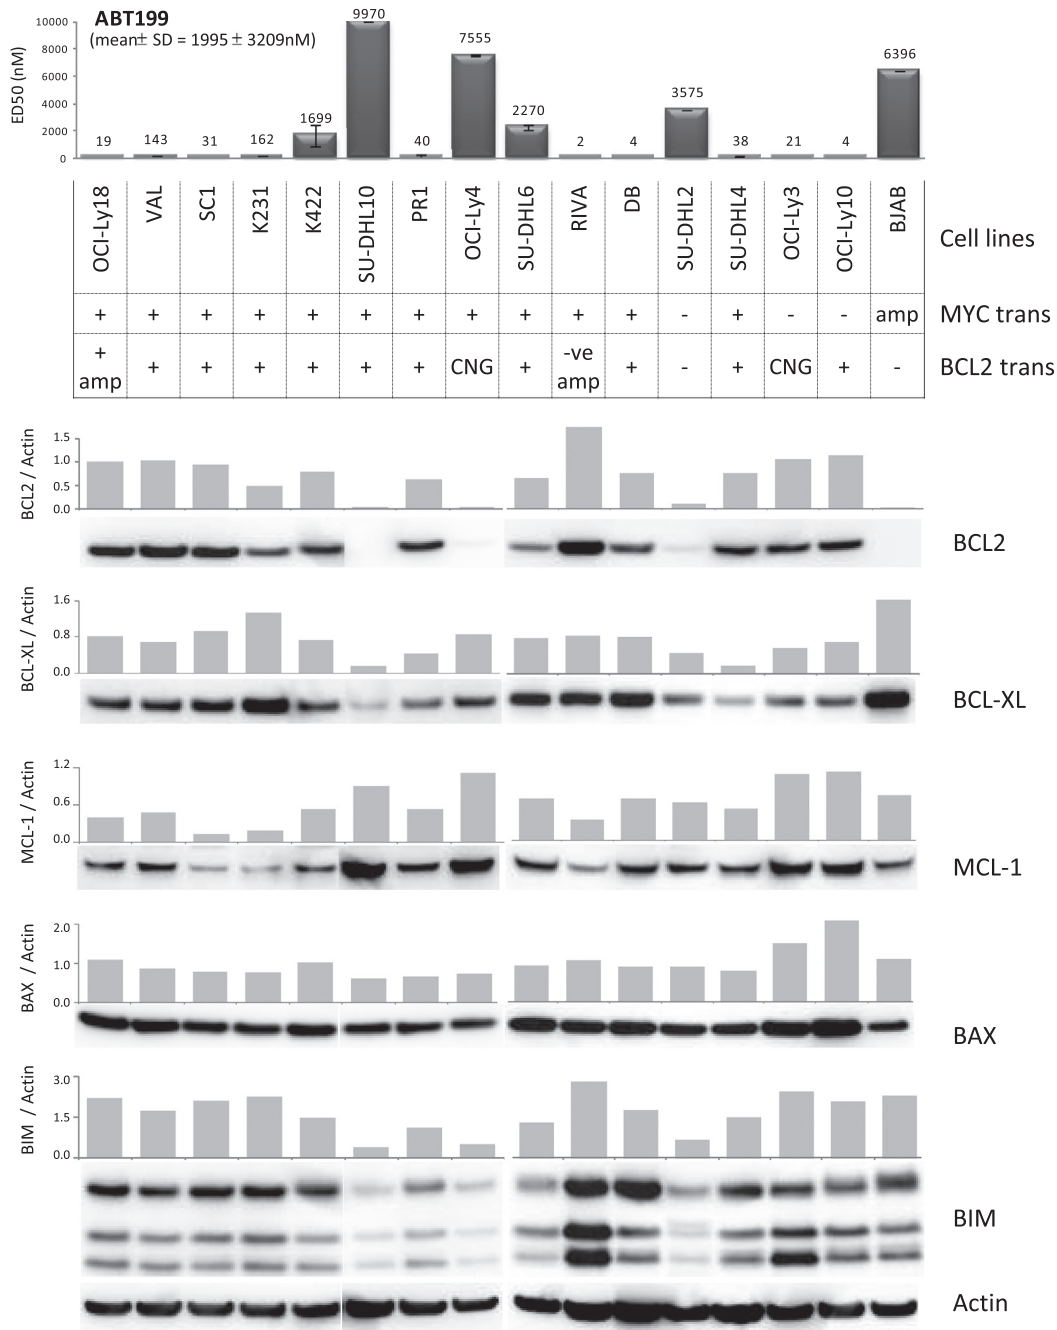 ABT199
(mean± SD = 1995 ± 3209nM)
ED50 (nM)
10000
8000
6000
4000
2000
0
19 143 31 162 1699 9970 40 7555 2270 2 4 3575 38 21 4 6396
OCI-Ly18 VAL SC1 K231 K422 SU-DHL10 PR1 OCI-Ly4 SU-DHL6 RIVA DB SU-DHL2 SU-DHL4 OCI-Ly3 OCI-Ly10 BJAB Cell lines
+ + + + + + + + + + + - + - - amp MYC trans
+ amp + + + + + + CNG + -ve amp + - + CNG + - BCL2 trans
BCL2 / Actin
1.5
1.0
0.5
0.0
BCL2
BCL-XL / Actin
1.6
0.8
0.0
BCL-XL
MCL-1 / Actin
1.2
0.6
0.0
MCL-1
BAX / Actin
2.0
1.0
0.0
BAX
BIM / Actin
3.0
1.5
0.0
BIM
Actin